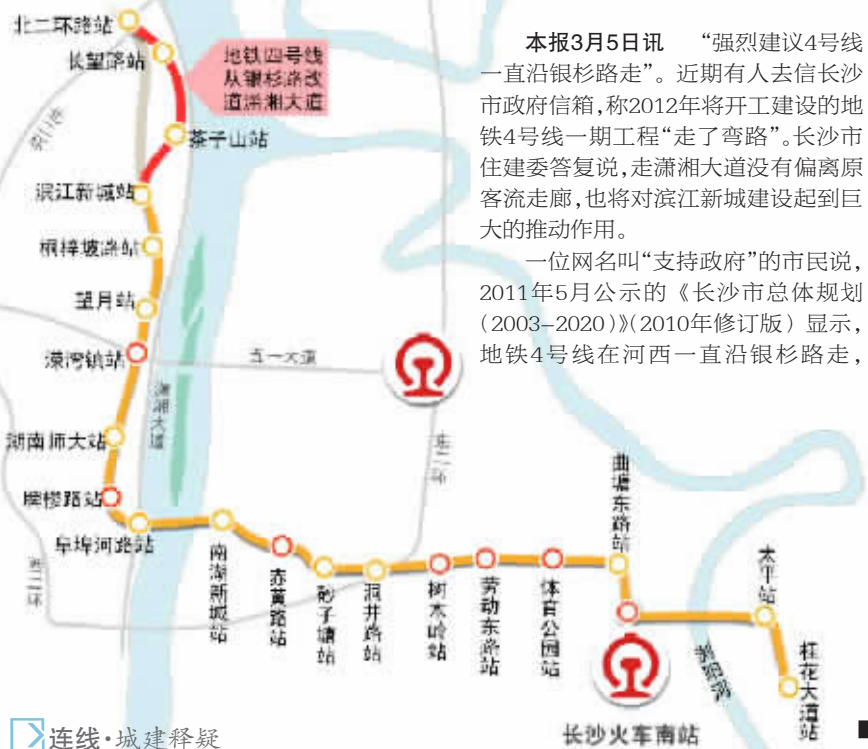 北二环路站
长望路站
地铁四号线
从银杉路改
道潇湘大道
茶子山站
滨江新城站
桐梓坡路站
望月站
溁湾镇站
五一大道
潇湘大道
湖南师大站
牌楼路站
阜埠河路站
南湖新城站
赤黄路站
砂子塘站
洞井路站
树木岭站
劳动东路站
体育公园站
曲塘东路站
太平站
桂花大道站
浏阳河
长沙火车南站
本报3月5日讯 “强烈建议4号线
一直沿银杉路走”。近期有人去信长沙
市政府信箱,称2012年将开工建设的地
铁4号线一期工程“走了弯路”。长沙市
住建委答复说,走潇湘大道没有偏离原
客流走廊,也将对滨江新城建设起到巨
大的推动作用。
一位网名叫“支持政府”的市民说,
2011年5月公示的《长沙市总体规划
(2003–2020)》(2010年修订版)显示,
地铁4号线在河西一直沿银杉路走,
连线·城建释疑